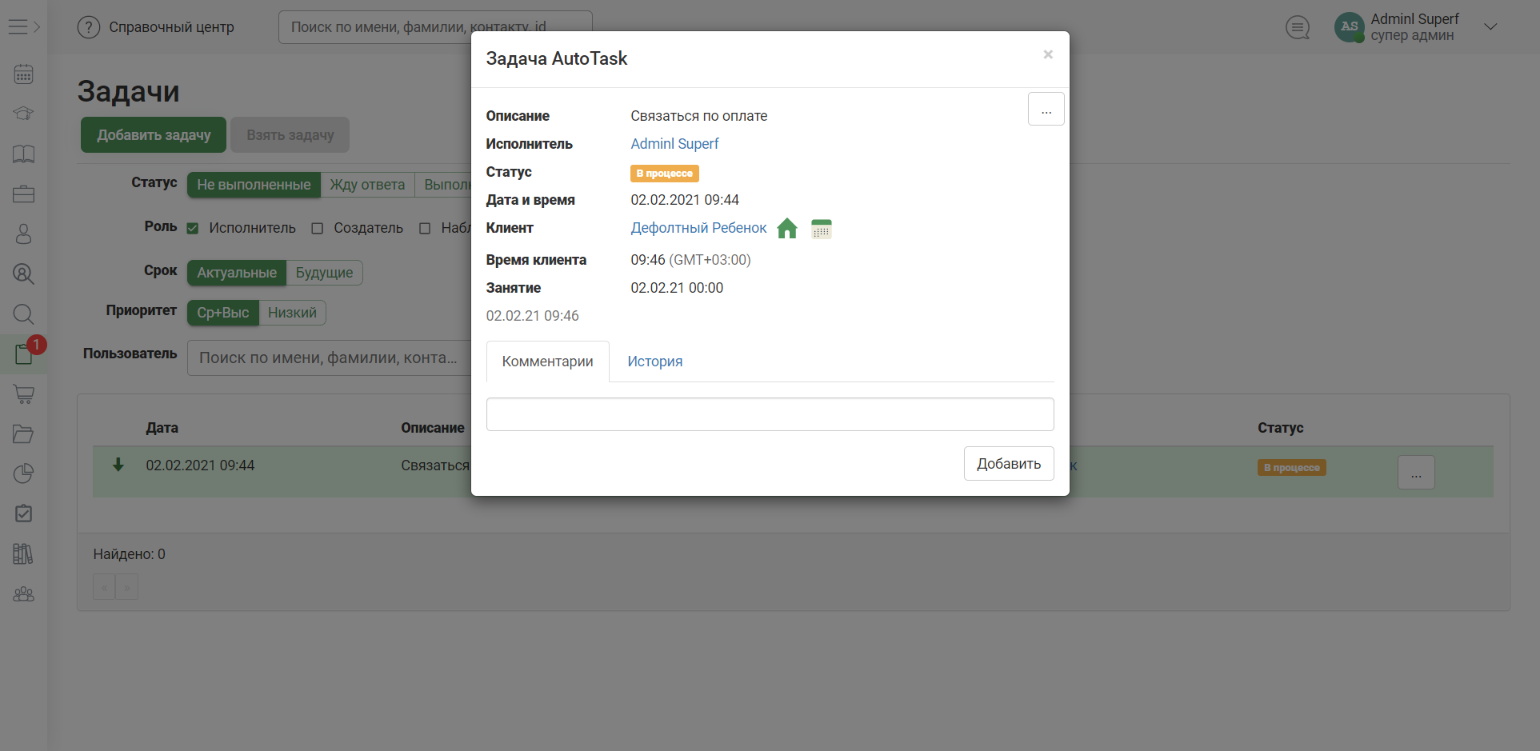 Справочный центр
Поиск по имени, фамилии, контакту, id
AS
Adminl Superf
супер админ
Задачи
Добавить задачу
Взять задачу
Статус
Не выполненные
Жду ответа
Роль
Исполнитель
Создатель
Срок
Актуальные
Будущие
Приоритет
Ср+Выс
Низкий
Пользователь
Поиск по имени, фамилии, конта...
1
Дата
Описание
Статус
02.02.2021 09:44
Связаться
В процессе
...
Найдено: 0
Задача AutoTask
×
...
Описание Связаться по оплате
Исполнитель Adminl Superf
Статус В процессе
Дата и время 02.02.2021 09:44
Клиент Дефолтный Ребенок
Время клиента 09:46 (GMT+03:00)
Занятие 02.02.21 00:00
02.02.21 09:46
Комментарии
История
Добавить